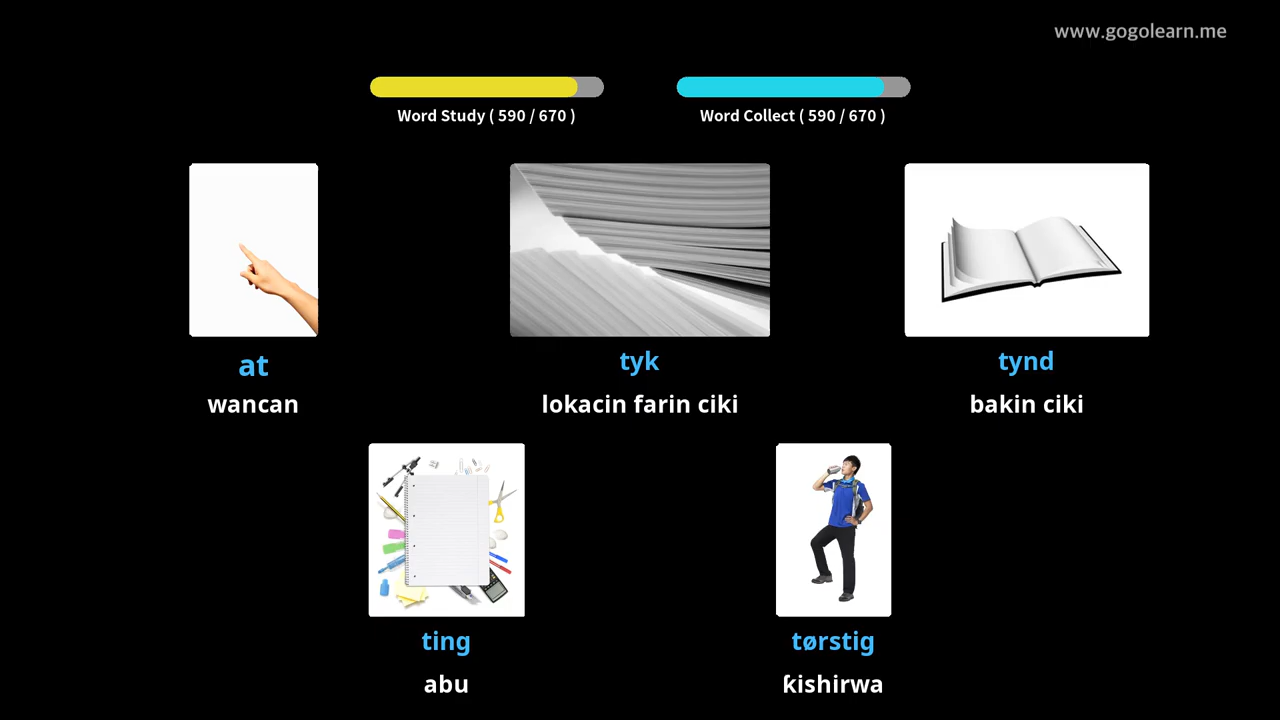 www.gogolearn.me
Word Study ( 590 / 670 )
Word Collect ( 590 / 670 )
at
tyk
tynd
wancan
lokacin farin ciki
bakin ciki
ting
tørstig
abu
ƙishirwa